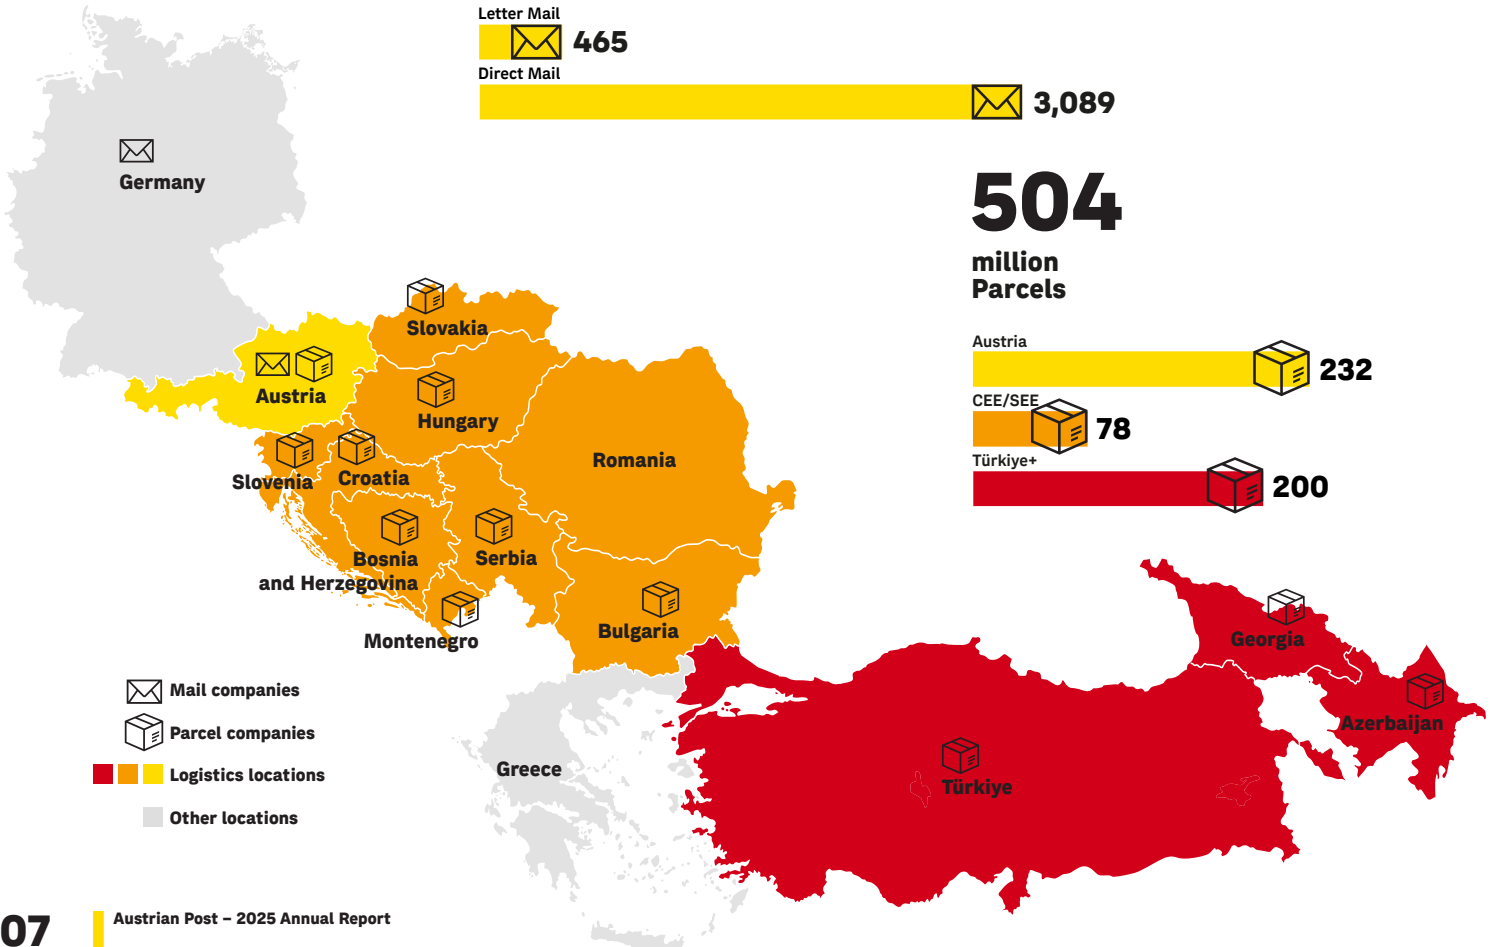 Letter Mail
465
Direct Mail
3,089
504
million
Parcels
Austria
232
CEE/SEE
78
Türkiye+
200
Germany
Slovakia
Austria
Hungary
Romania
Slovenia
Croatia
Bosnia
and Herzegovina
Serbia
Montenegro
Bulgaria
Georgia
Azerbaijan
Greece
Türkiye
Mail companies
Parcel companies
Logistics locations
Other locations
07
Austrian Post – 2025 Annual Report